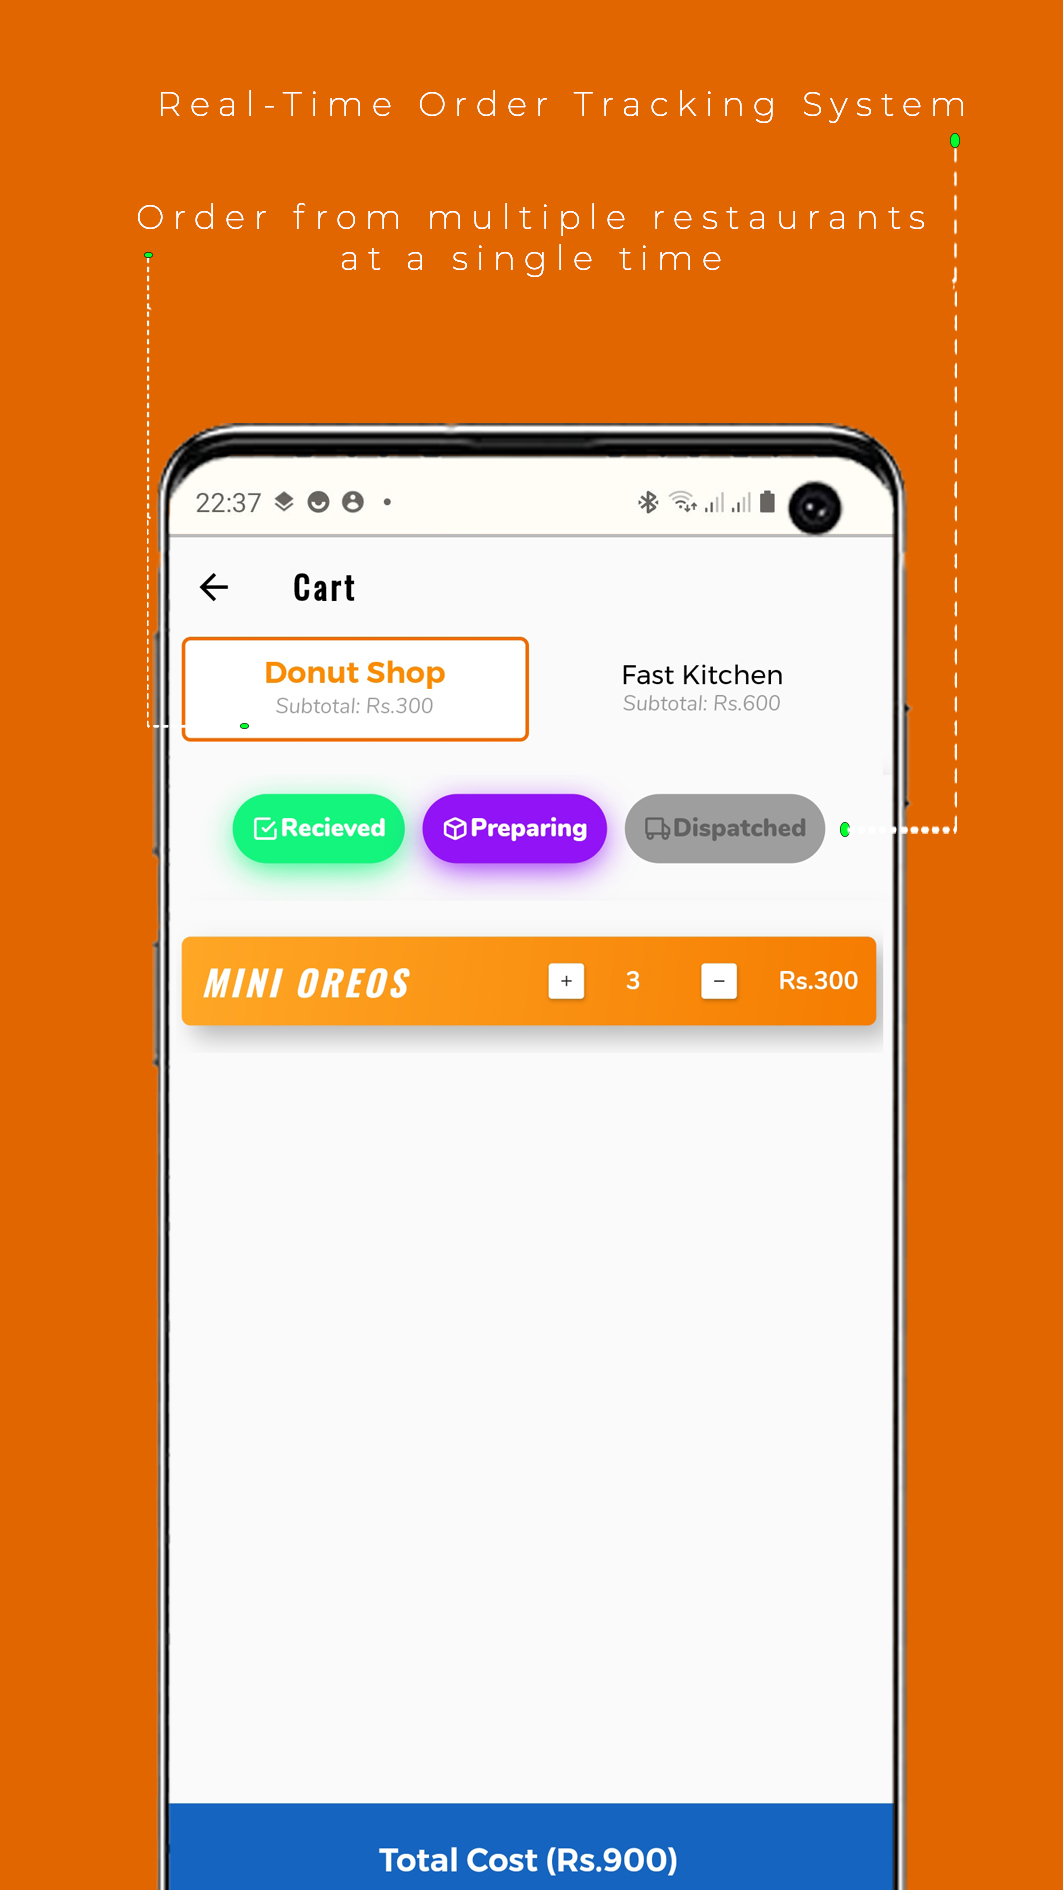 Real-Time Order Tracking System
Order from multiple restaurants
at a single time
22:37
Cart
Donut Shop
Subtotal: Rs.300
Fast Kitchen
Subtotal: Rs.600
Recieved
Preparing
Dispatched
MINI OREOS + 3 - Rs.300
Total Cost (Rs.900)